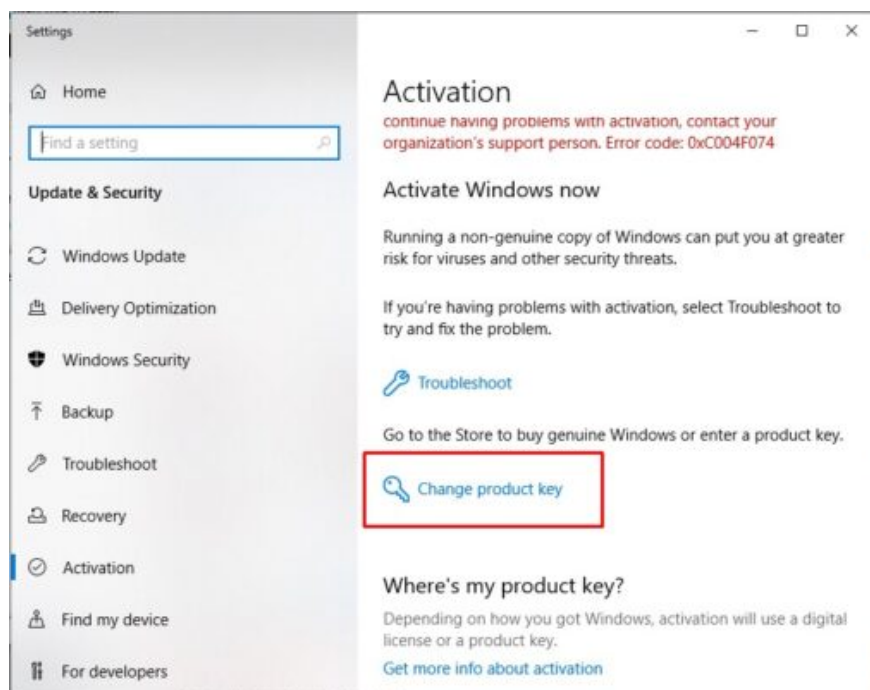 Settings
Home
Find a setting
Update & Security
Windows Update
Delivery Optimization
Windows Security
Backup
Troubleshoot
Recovery
Activation
Find my device
For developers
Activation
continue having problems with activation, contact your
organization's support person. Error code: 0xC004F074
Activate Windows now
Running a non-genuine copy of Windows can put you at greater
risk for viruses and other security threats.
If you're having problems with activation, select Troubleshoot to
try and fix the problem.
Troubleshoot
Go to the Store to buy genuine Windows or enter a product key.
Change product key
Where's my product key?
Depending on how you got Windows, activation will use a digital
license or a product key.
Get more info about activation